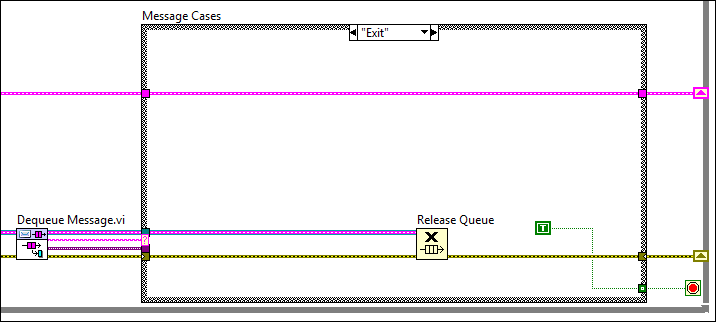 Message Cases
"Exit"
Dequeue Message.vi
Release Queue
T
?